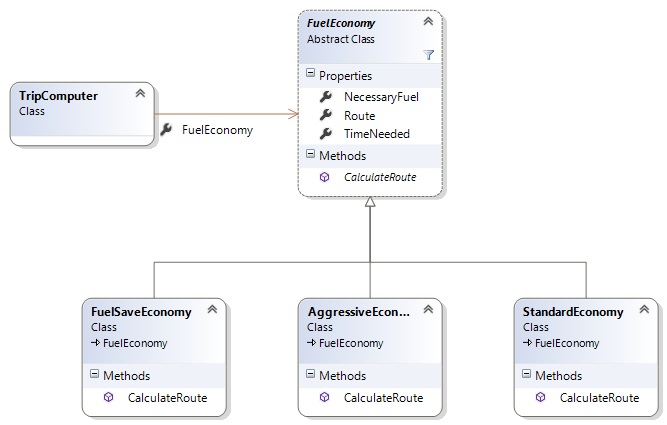 FuelEconomy
Abstract Class
Properties
NecessaryFuel
Route
TimeNeeded
Methods
CalculateRoute
TripComputer
Class
FuelEconomy
FuelSaveEconomy
Class
FuelEconomy
Methods
CalculateRoute
AggressiveEcon...
Class
FuelEconomy
Methods
CalculateRoute
StandardEconomy
Class
FuelEconomy
Methods
CalculateRoute